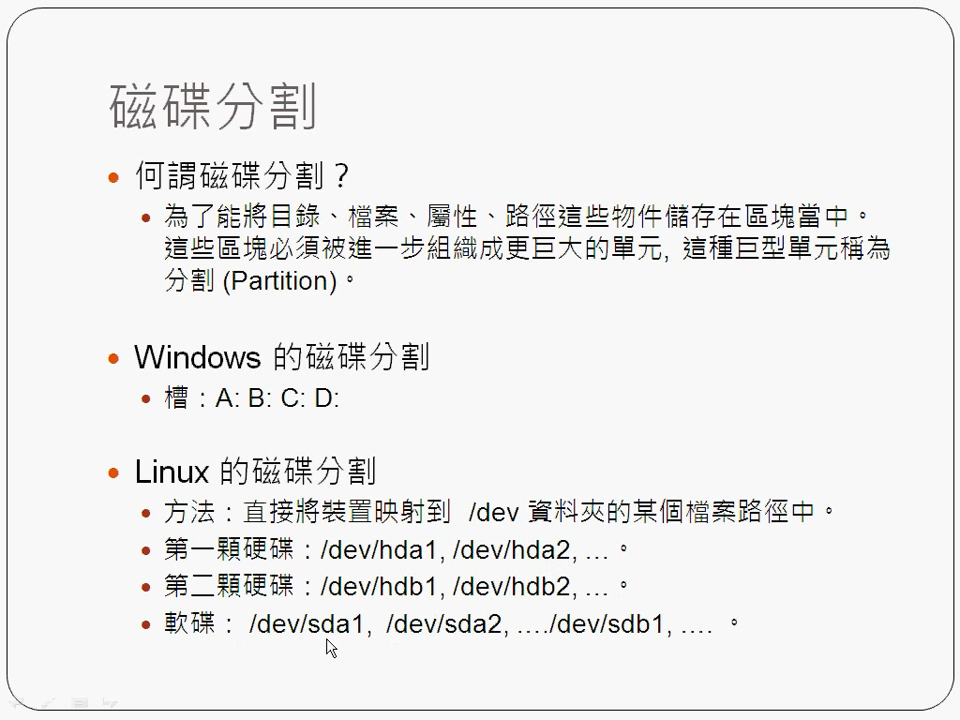 磁碟分割
何謂磁碟分割？
為了能將目錄、檔案、屬性、路徑這些物件儲存在區塊當中。
這些區塊必須被進一步組織成更巨大的單元, 這種巨型單元稱為
分割 (Partition)。
Windows 的磁碟分割
槽：A: B: C: D:
Linux 的磁碟分割
方法：直接將裝置映射到 /dev 資料夾的某個檔案路徑中。
第一顆硬碟：/dev/hda1, /dev/hda2, …。
第二顆硬碟：/dev/hdb1, /dev/hdb2, …。
軟碟： /dev/sda1, /dev/sda2, …./dev/sdb1, …. 。